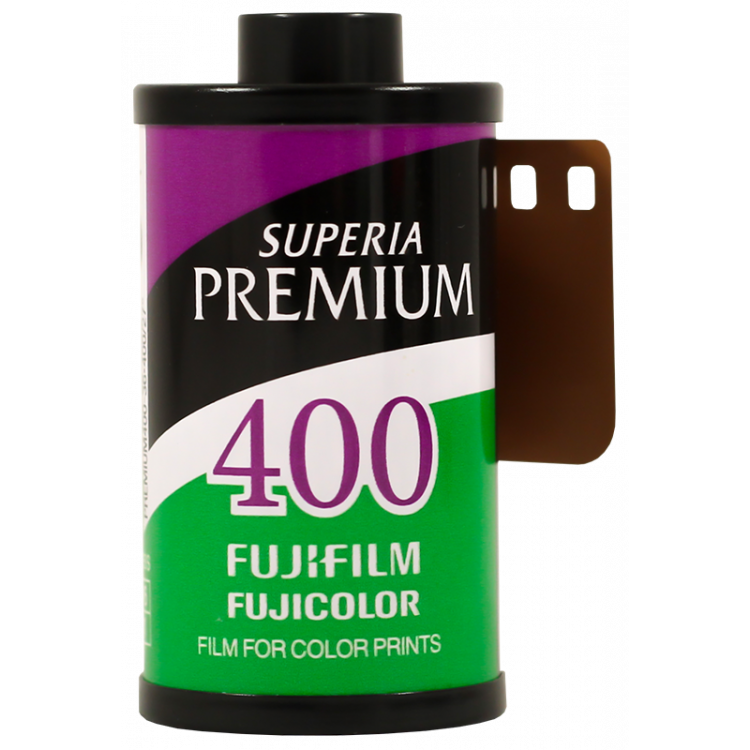 SUPERIA
PREMIUM
400
FUJIFILM
FUJICOLOR
FILM FOR COLOR PRINTS